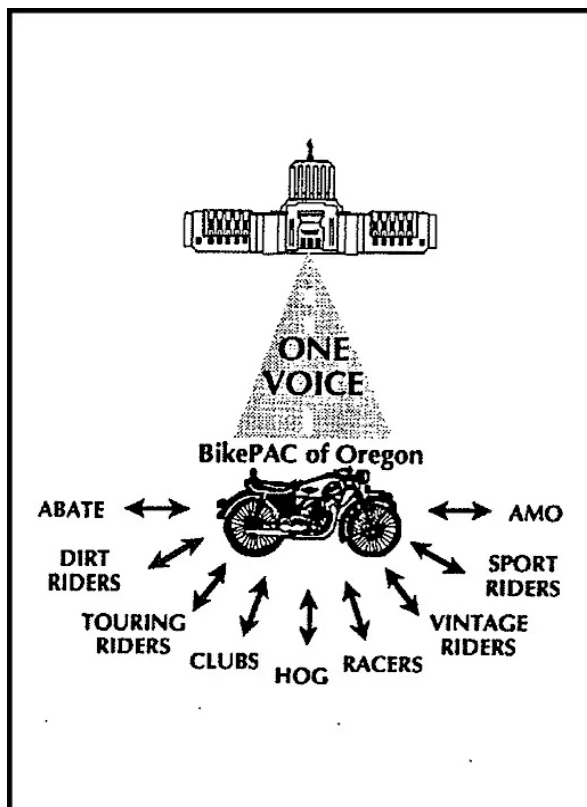 ONE
VOICE
BikePAC of Oregon
ABATE
AMO
DIRT
RIDERS
SPORT
RIDERS
TOURING
RIDERS
VINTAGE
RIDERS
CLUBS
HOG
RACERS